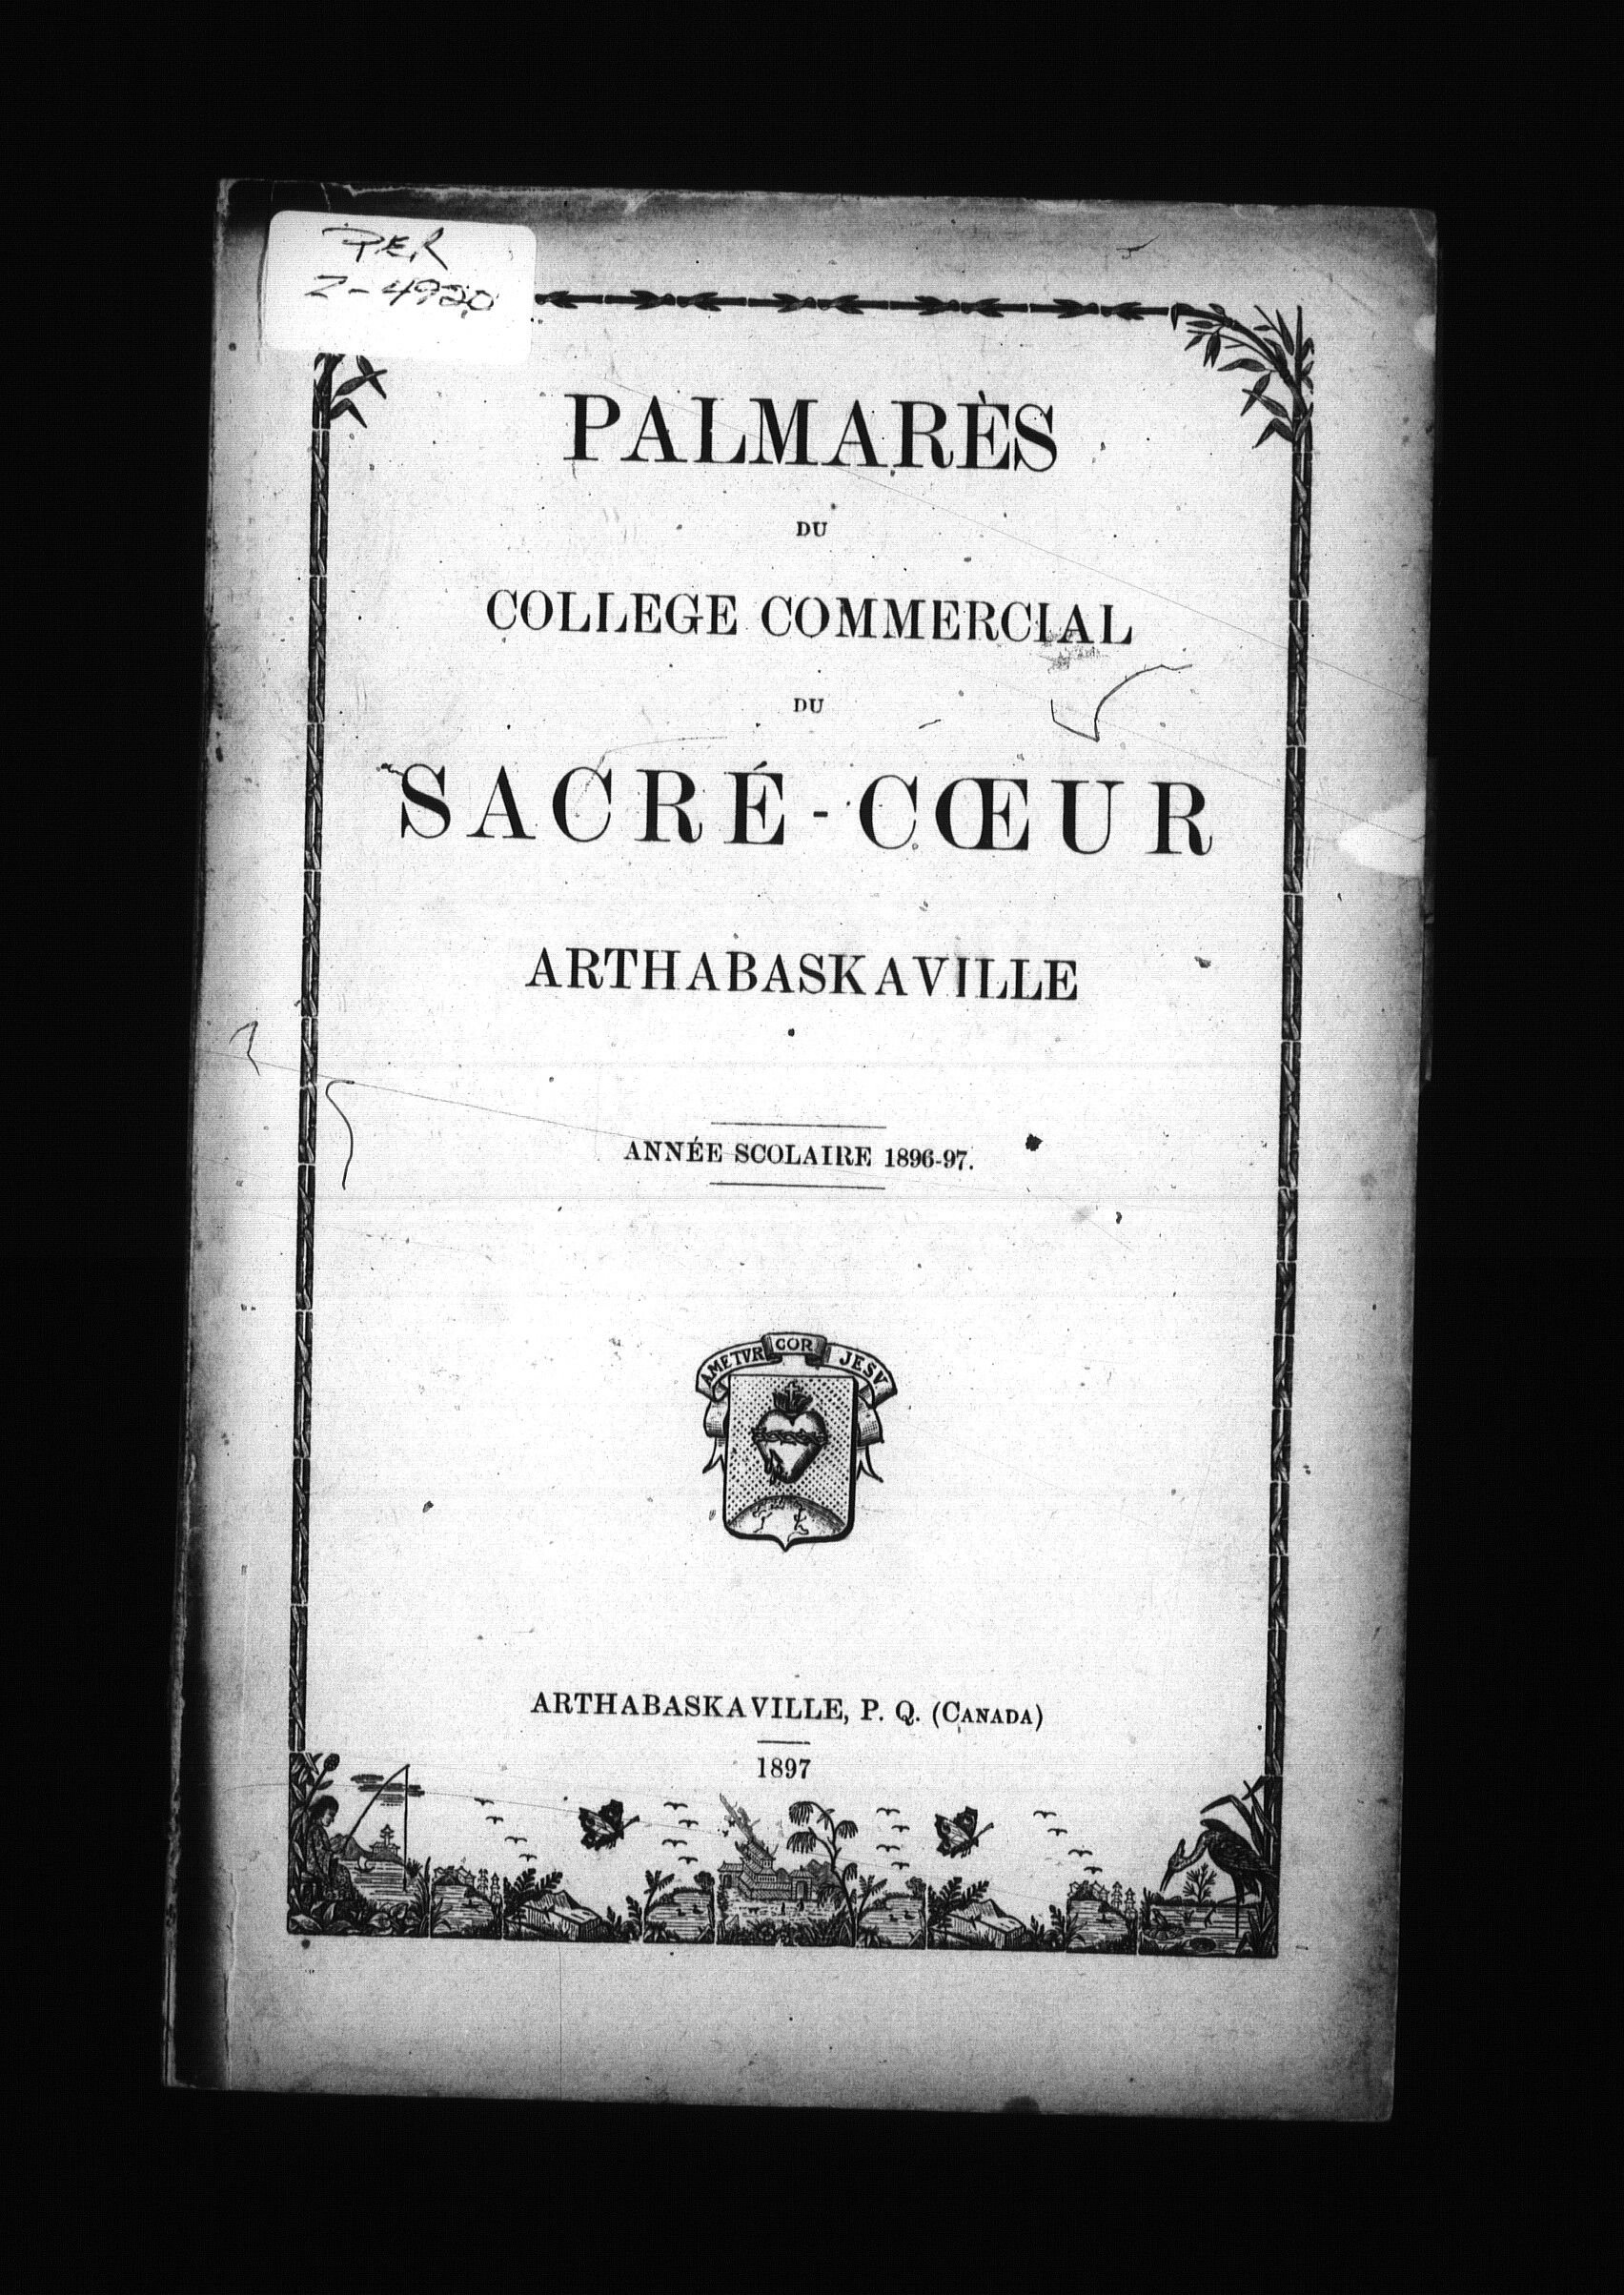 PER
Z-4920
PALMARÈS
DU
COLLEGE COMMERCIAL
DU
SACRÉ-CŒUR
ARTHABASKAVILLE
ANNÉE SCOLAIRE 1896-97.
AMETVR COR JESV
ARTHABASKAVILLE, P. Q. (CANADA)
1897